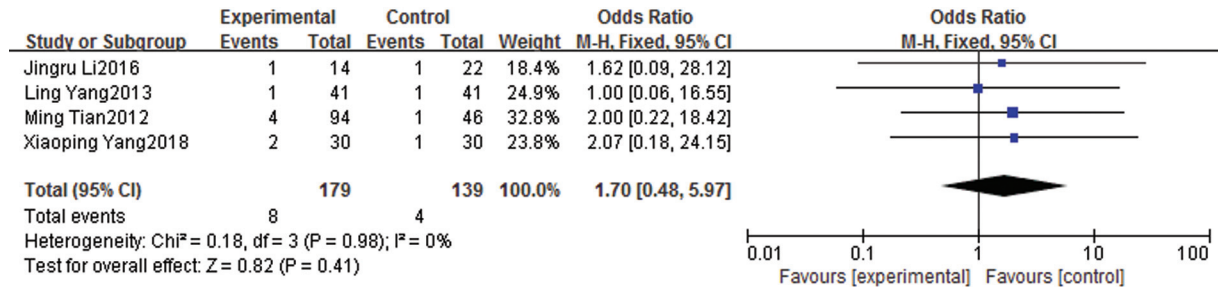 Experimental Control Odds Ratio Odds Ratio
Study or Subgroup Events Total Events Total Weight M-H, Fixed, 95% CI M-H, Fixed, 95% CI
Jingru Li2016 1 14 1 22 18.4% 1.62 [0.09, 28.12]
Ling Yang2013 1 41 1 41 24.9% 1.00 [0.06, 16.55]
Ming Tian2012 4 94 1 46 32.8% 2.00 [0.22, 18.42]
Xiaoping Yang2018 2 30 1 30 23.8% 2.07 [0.18, 24.15]
Total (95% CI) 179 139 100.0% 1.70 [0.48, 5.97]
Total events 8 4
Heterogeneity: Chi² = 0.18, df = 3 (P = 0.98); I² = 0%
Test for overall effect: Z = 0.82 (P = 0.41)
0.01 0.1 1 10 100
Favours [experimental] Favours [control]